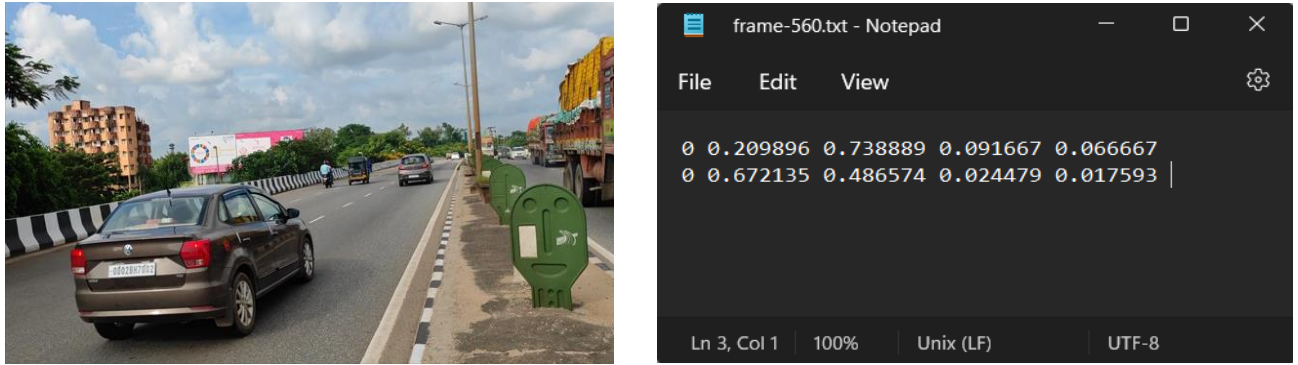 frame-560.txt - Notepad
File Edit View
0 0.209896 0.738889 0.091667 0.066667
0 0.672135 0.486574 0.024479 0.017593
Ln 3, Col 1 100% Unix (LF) UTF-8